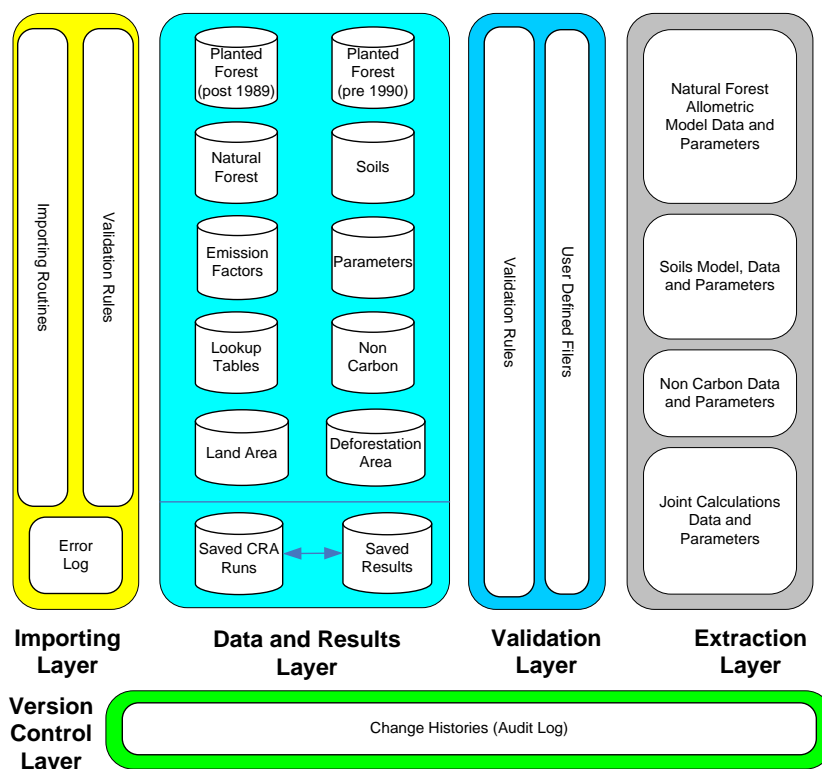 Importing Routines
Validation Rules
Error
Log
Importing
Layer
Planted
Forest
(post 1989)
Planted
Forest
(pre 1990)
Natural
Forest
Soils
Emission
Factors
Parameters
Lookup
Tables
Non
Carbon
Land Area
Deforestation
Area
Saved CRA
Runs
Saved
Results
Data and Results
Layer
Validation Rules
User Defined Filers
Validation
Layer
Natural Forest
Allometric
Model Data and
Parameters
Soils Model, Data
and Parameters
Non Carbon Data
and Parameters
Joint Calculations
Data and
Parameters
Extraction
Layer
Version
Control
Layer
Change Histories (Audit Log)